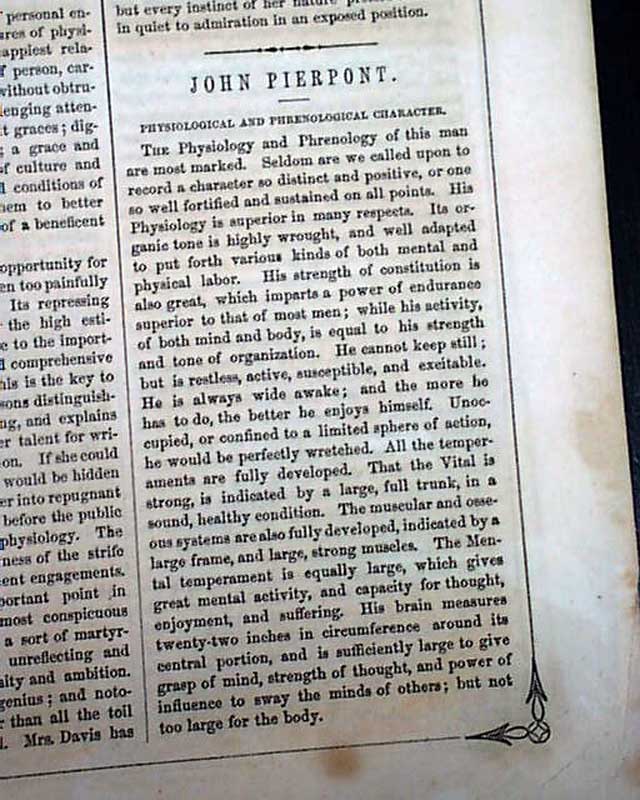 personal en-
ares of physi-
appiest rela-
f person, car-
without obtru-
lenging atten-
t graces; dig-
; a grace and
of culture and
d conditions of
hem to better
of a beneficent
opportunity for
en too painfully
Its repressing
the high esti-
e to the import-
d comprehensive
his is the key to
sons distinguish-
ng, and explains
er talent for wri-
on. If she could
would be hidden
er into repugnant
before the public
physiology. The
ness of the strife
ent engagements.
portant point in
most conspicuous
a sort of martyr-
unreflecting and
alty and ambition.
genius; and noto-
r than all the toil
l. Mrs. Davis has
but every instinct of her nature
in quiet to admiration in an exposed position.
JOHN PIERPONT.
PHYSIOLOGICAL AND PHRENOLOGICAL CHARACTER.
THE Physiology and Phrenology of this man
are most marked. Seldom are we called upon to
record a character so distinct and positive, or one
so well fortified and sustained on all points. His
Physiology is superior in many respects. Its or-
ganic tone is highly wrought, and well adapted
to put forth various kinds of both mental and
physical labor. His strength of constitution is
also great, which imparts a power of endurance
superior to that of most men; while his activity,
of both mind and body, is equal to his strength
and tone of organization. He cannot keep still;
but is restless, active, susceptible, and excitable.
He is always wide awake; and the more he
has to do, the better he enjoys himself. Unoc-
cupied, or confined to a limited sphere of action,
he would be perfectly wretched. All the temper-
aments are fully developed. That the Vital is
strong, is indicated by a large, full trunk, in a
sound, healthy condition. The muscular and osse-
ous systems are also fully developed, indicated by a
large frame, and large, strong muscles. The Men-
tal temperament is equally large, which gives
great mental activity, and capacity for thought,
enjoyment, and suffering. His brain measures
twenty-two inches in circumference around its
central portion, and is sufficiently large to give
grasp of mind, strength of thought, and power of
influence to sway the minds of others; but not
too large for the body.